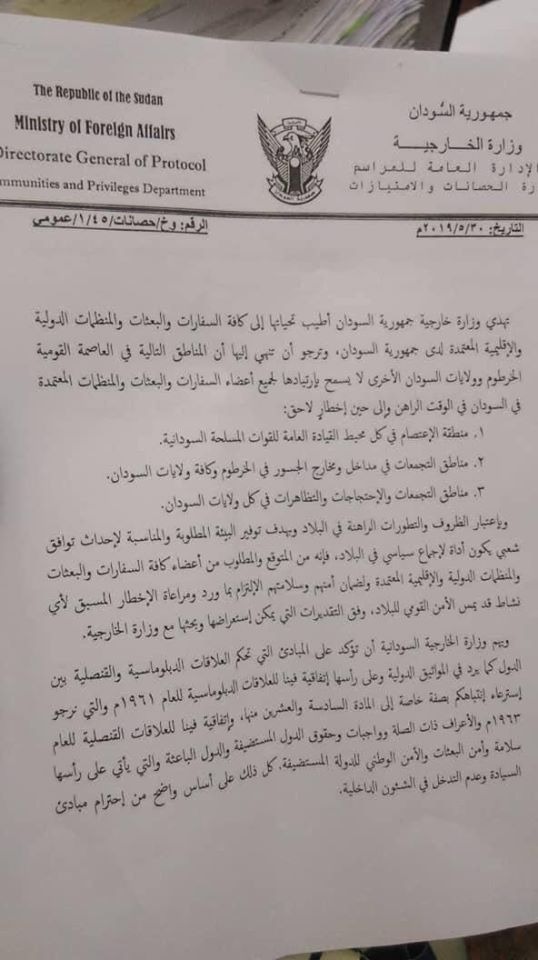 The Republic of the Sudan
Ministry of Foreign Affairs
Directorate General of Protocol
mmunities and Privileges Department
جمهورية السُّودان
وزارة الخارجية
الإدارة العامة للمراسم
رة الحصانات والامتيازات
التاريخ: ٢٠١٩/٥/٣٠م
الرقم: وخ/حصانات/١/٤٥/عمومي
تهدي وزارة خارجية جمهورية السودان أطيب تحياتها إلى كافة السفارات والبعثات والمنظمات الدولية
والإقليمية المعتمدة لدى جمهورية السودان، وترجو أن تنهي إليها أن المناطق التالية في العاصمة القومية
الخرطوم وولايات السودان الأخرى لا يسمح بإرتيادها لجميع أعضاء السفارات والبعثات والمنظمات المعتمدة
في السودان في الوقت الراهن وإلى حين إخطارٍ لاحق:
١. منطقة الإعتصام في كل محيط القيادة العامة للقوات المسلحة السودانية.
٢. مناطق التجمعات في مداخل ومخارج الجسور في الخرطوم وكافة ولايات السودان.
٣. مناطق التجمعات والإحتجاجات والتظاهرات في كل ولايات السودان.
وبإعتبار الظروف والتطورات الراهنة في البلاد وبهدف توفير البيئة المطلوبة والمناسبة لإحداث توافق
شعبي يكون أداة لإجماع سياسي في البلاد، فإنه من المتوقع والمطلوب من أعضاء كافة السفارات والبعثات
والمنظمات الدولية والإقليمية المعتمدة ولضمان أمنهم وسلامتهم الإلتزام بما ورد ومراعاة الإخطار المسبق لأي
نشاط قد يمس الأمن القومي للبلاد، وفق التقديرات التي يمكن إستعراضها وبحثها مع وزارة الخارجية.
ويهم وزارة الخارجية السودانية أن تؤكد على المبادئ التي تحكم العلاقات الدبلوماسية والقنصلية بين
الدول كما يرد في المواثيق الدولية وعلى رأسها إتفاقية فينا للعلاقات الدبلوماسية للعام ١٩٦١م والتي نرجو
إسترعاء إنتباهكم بصفة خاصة إلى المادة السادسة والعشرين منها، وإتفاقية فينا للعلاقات القنصلية للعام
١٩٦٣م والأعراف ذات الصلة وواجبات وحقوق الدول المستضيفة والدول الباعثة والتي يأتي على رأسها
سلامة وأمن البعثات والأمن الوطني للدولة المستضيفة. كل ذلك على أساس واضح من إحترام مبادئ
السيادة وعدم التدخل في الشئون الداخلية.